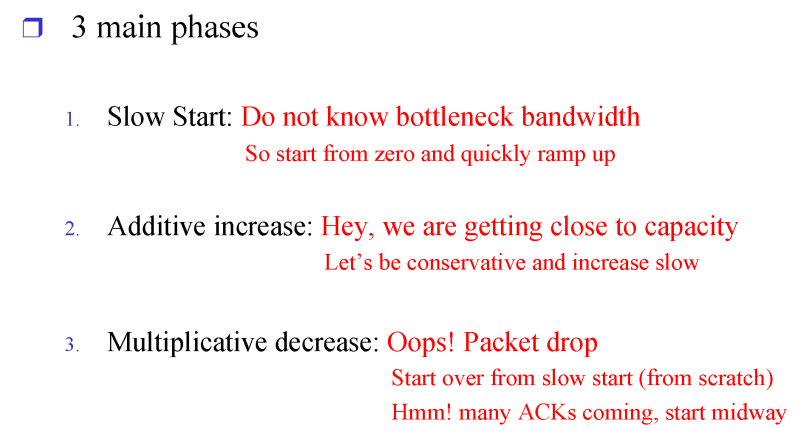 3 main phases
1. Slow Start: Do not know bottleneck bandwidth
So start from zero and quickly ramp up
2. Additive increase: Hey, we are getting close to capacity
Let's be conservative and increase slow
3. Multiplicative decrease: Oops! Packet drop
Start over from slow start (from scratch)
Hmm! many ACKs coming, start midway